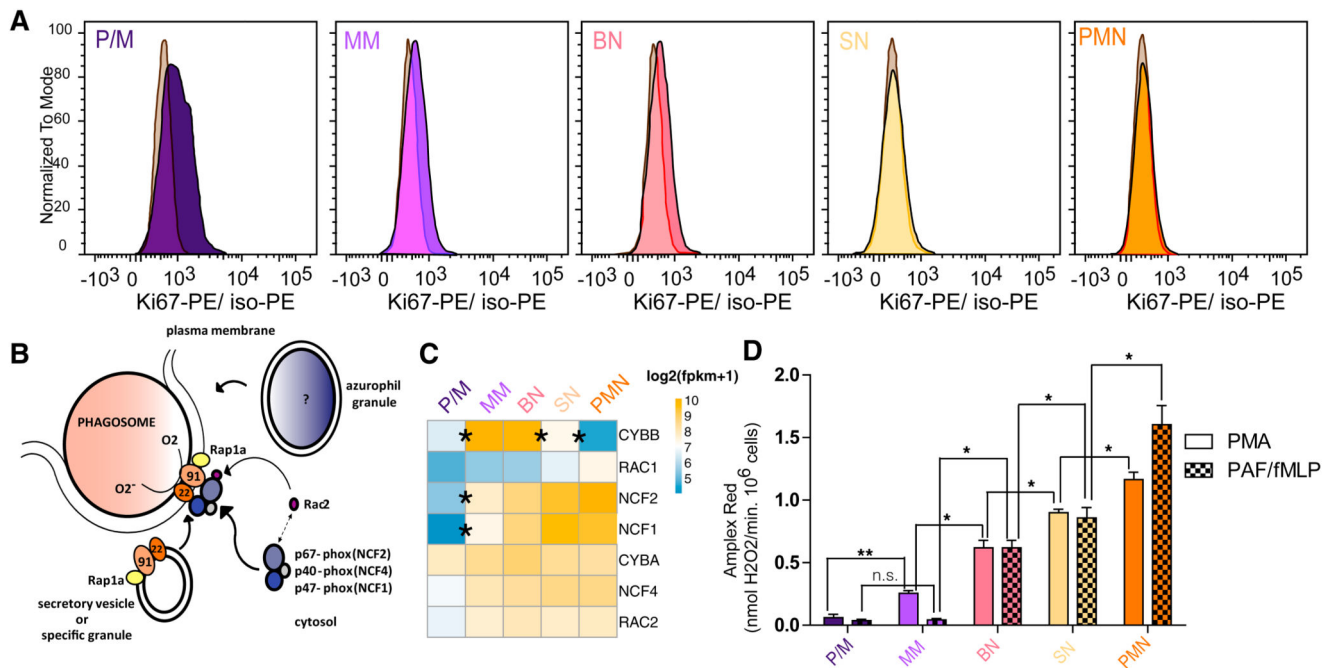 A
P/M
MM
BN
SN
PMN
Normalized To Mode
100
80
60
40
20
0
-10³ 0 10³ 10⁵
-10³ 0 10³ 10⁵
-10³ 0 10³ 10⁵
-10³ 0 10³ 10⁵
-10³ 0 10³ 10⁵
Ki67-PE/ iso-PE
Ki67-PE/ iso-PE
Ki67-PE/ iso-PE
Ki67-PE/ iso-PE
Ki67-PE/ iso-PE
B
plasma membrane
azurophil
granule
?
PHAGOSOME
O2
O2⁻
Rap1a
91
22
Rac2
p67-phox(NCF2)
p40-phox(NCF4)
p47-phox(NCF1)
22
91
Rap1a
secretory vesicle
or
specific granule
cytosol
C
log2(fpkm+1)
P/M
MM
BN
SN
PMN
10
9
8
7
6
5
* * * CYBB
RAC1
* NCF2
* NCF1
CYBA
NCF4
RAC2
D
Amplex Red
(nmol H2O2/min. 10⁶ cells)
2.0
1.5
1.0
0.5
0.0
**
n.s.
*
*
*
*
*
*
PMA
PAF/fMLP
P/M
MM
BN
SN
PMN